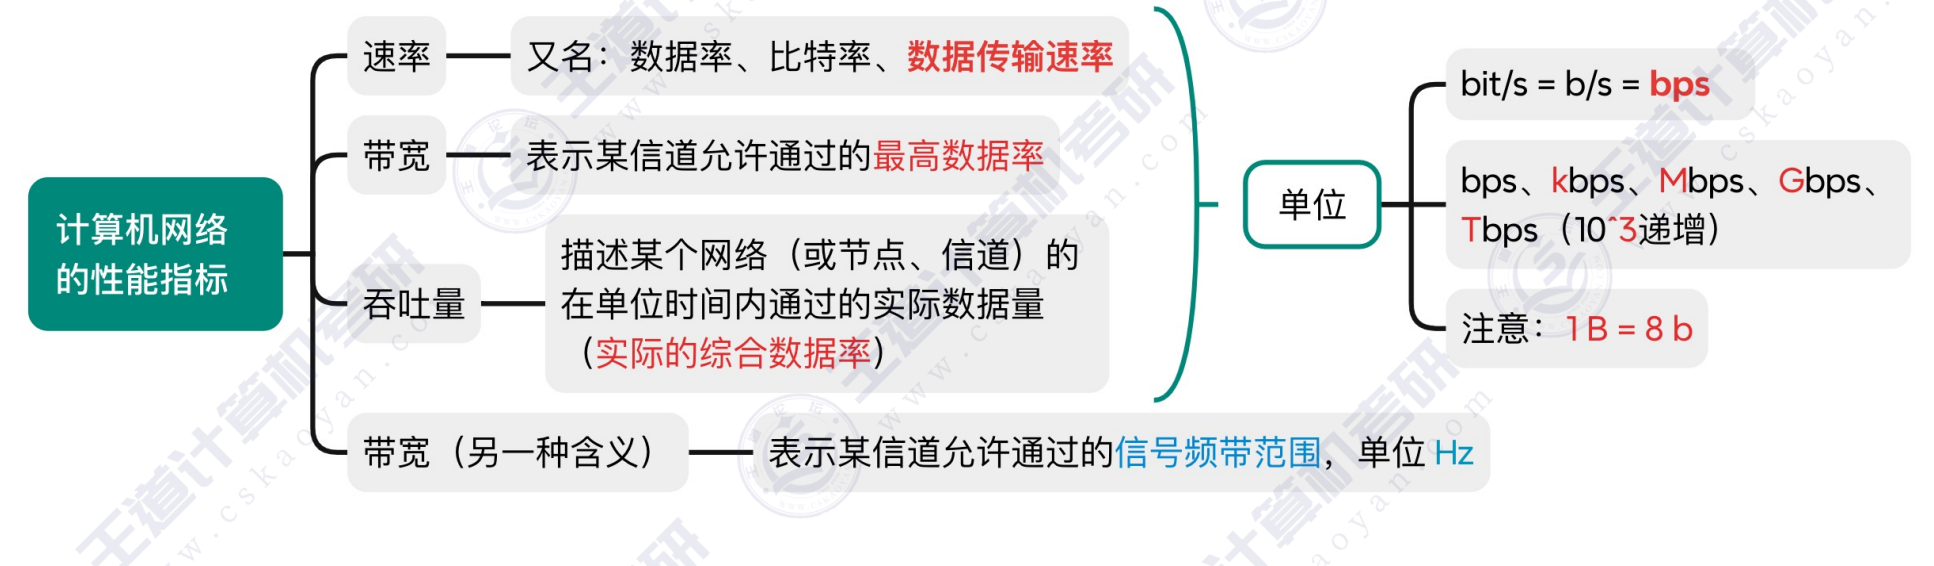 计算机网络
的性能指标
速率
又名：数据率、比特率、数据传输速率
带宽
表示某信道允许通过的最高数据率
吞吐量
描述某个网络（或节点、信道）的
在单位时间内通过的实际数据量
（实际的综合数据率）
带宽（另一种含义）
表示某信道允许通过的信号频带范围，单位 Hz
单位
bit/s = b/s = bps
bps、kbps、Mbps、Gbps、
Tbps（10^3递增）
注意：1 B = 8 b
王道计算机考研
www.cskaoyan.com